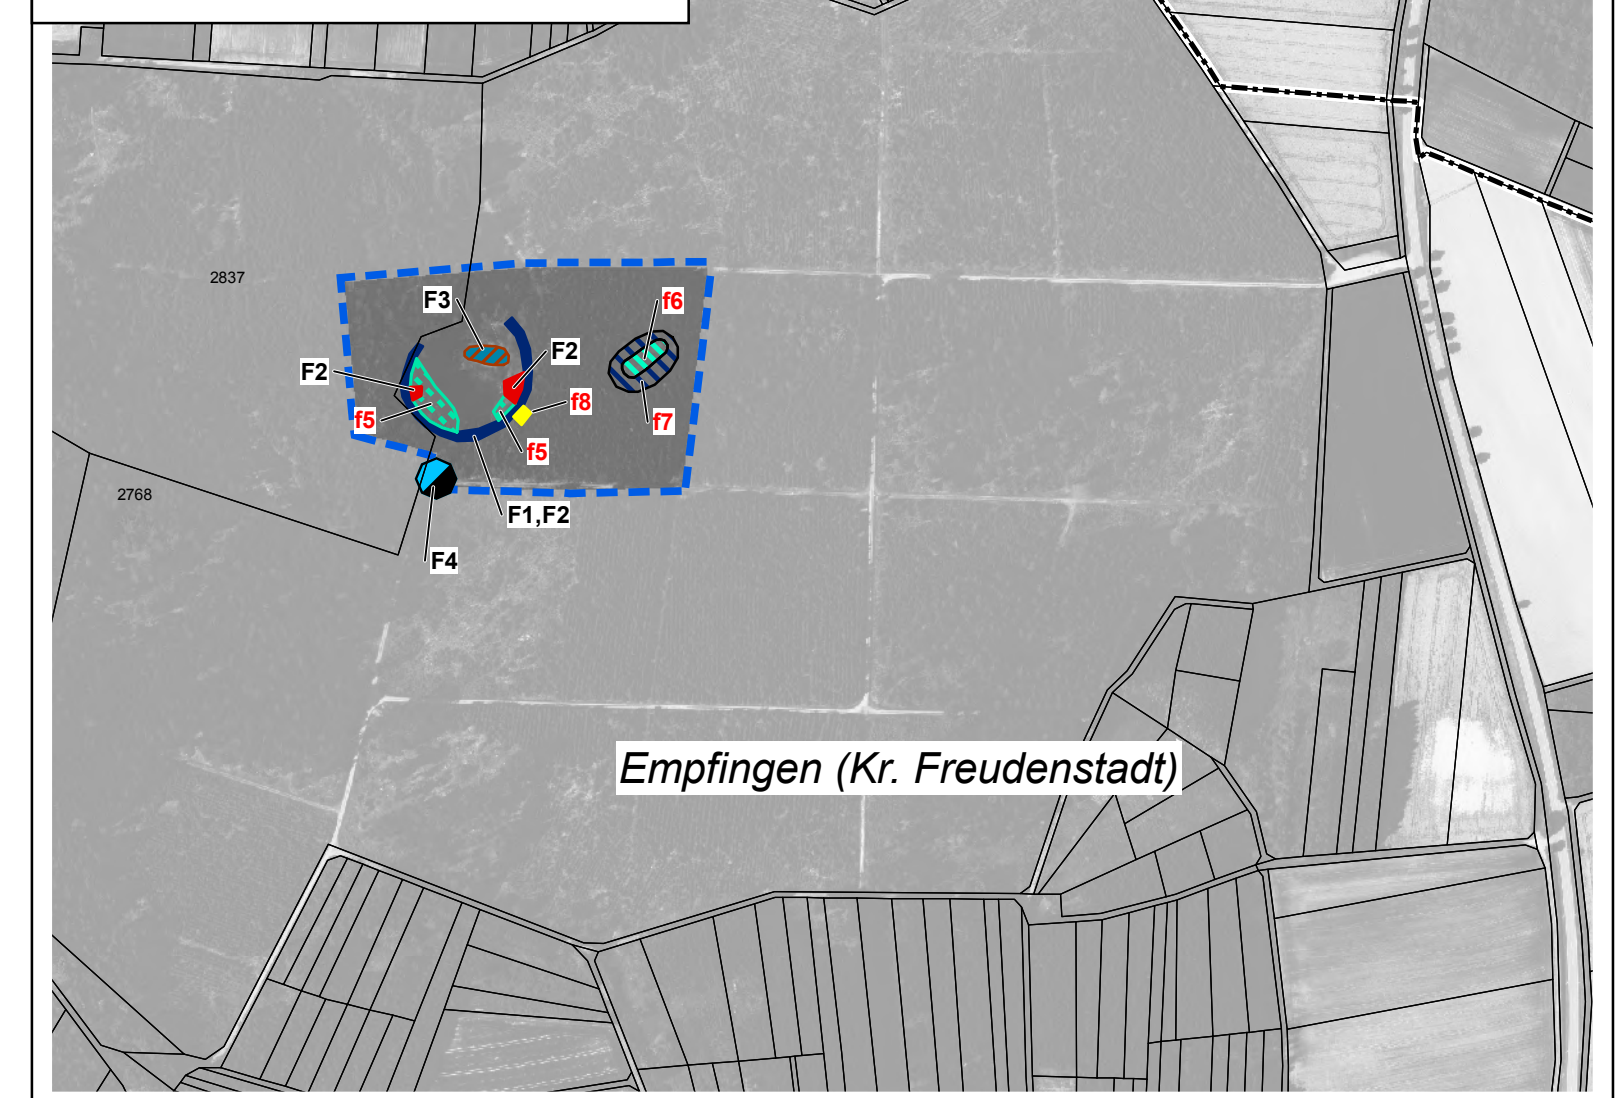 2837
F3
f6
F2
F2
f8
f5
f7
f5
2768
F1,F2
F4
Empfingen (Kr. Freudenstadt)